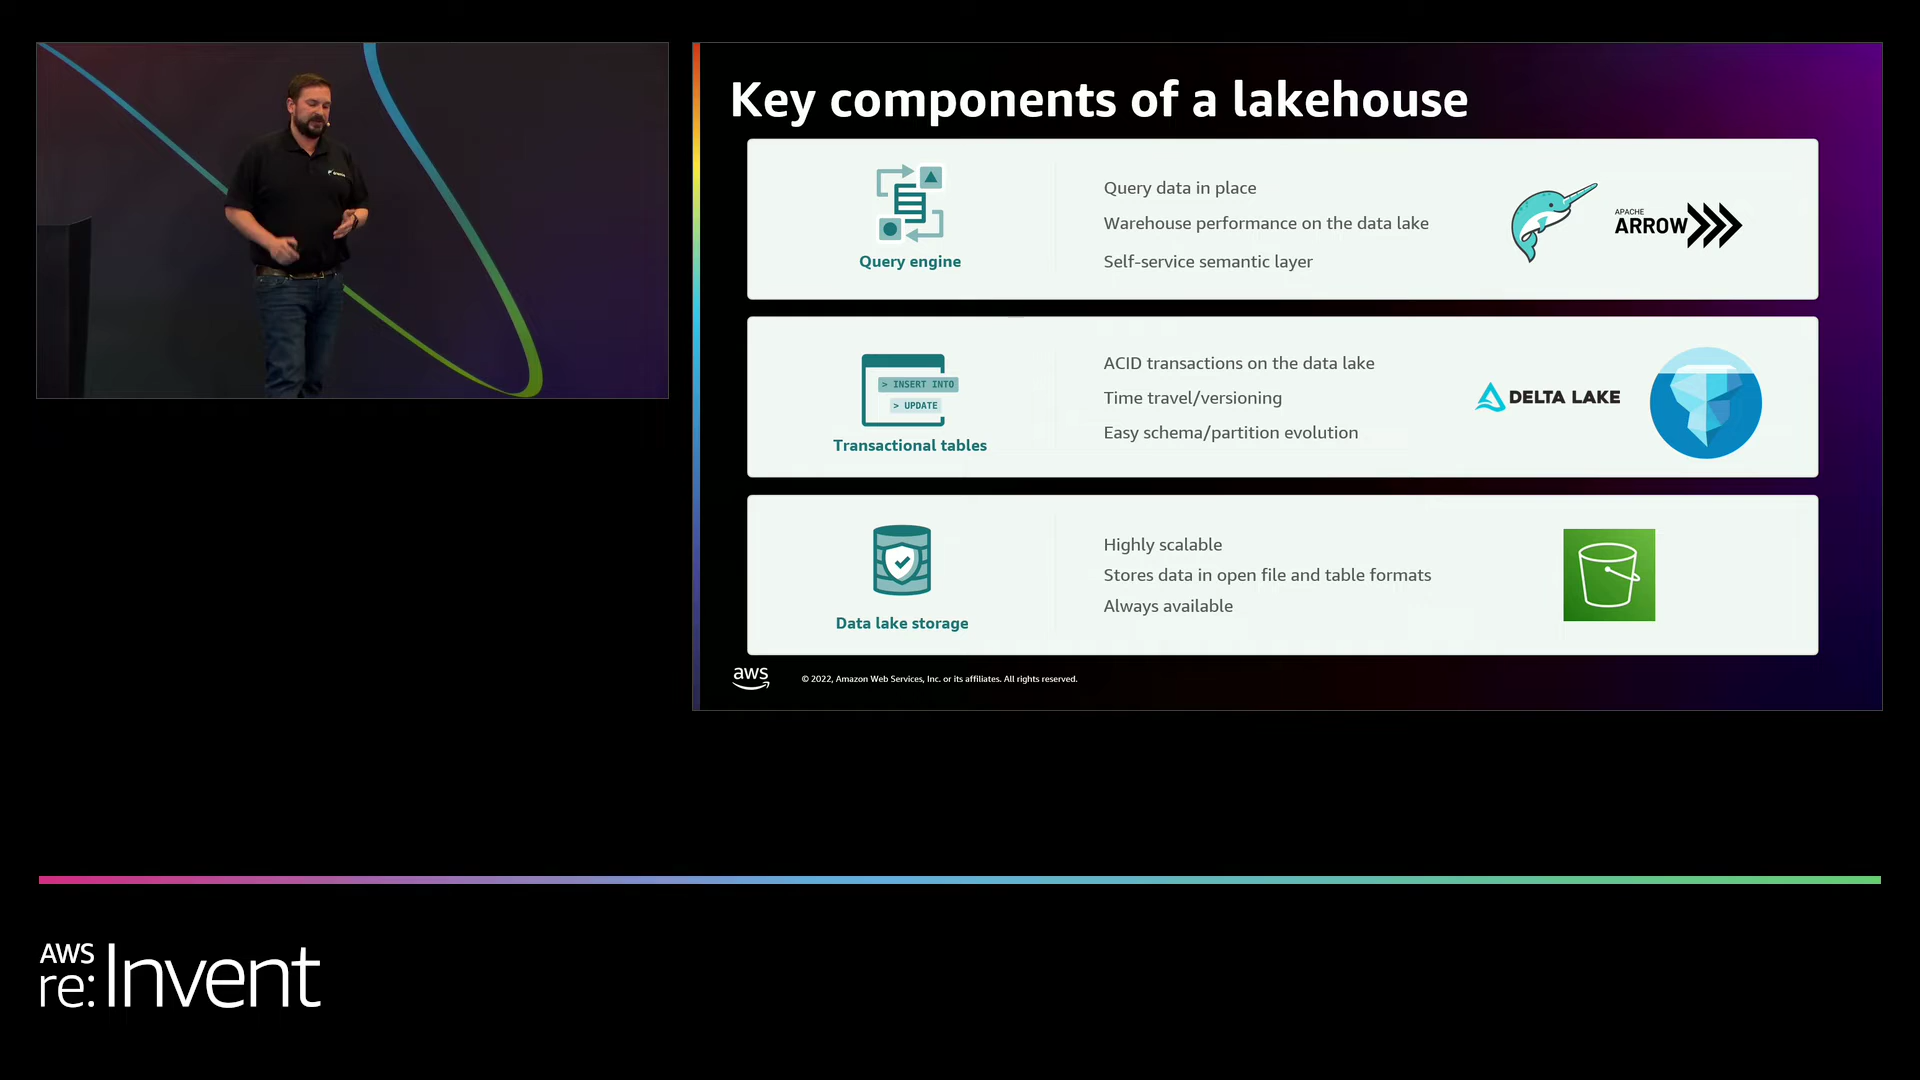 Key components of a lakehouse
Query engine
Query data in place
Warehouse performance on the data lake
Self-service semantic layer
APACHE
ARROW
> INSERT INTO
> UPDATE
Transactional tables
ACID transactions on the data lake
Time travel/versioning
Easy schema/partition evolution
DELTA LAKE
Data lake storage
Highly scalable
Stores data in open file and table formats
Always available
aws
© 2022, Amazon Web Services, Inc. or its affiliates. All rights reserved.
AWS
re:Invent